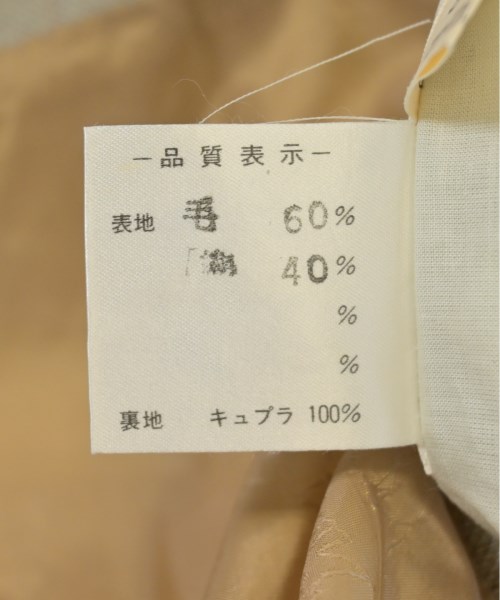 －品質表示－
表地 毛 60%
40%
%
%
裏地 キュプラ 100%